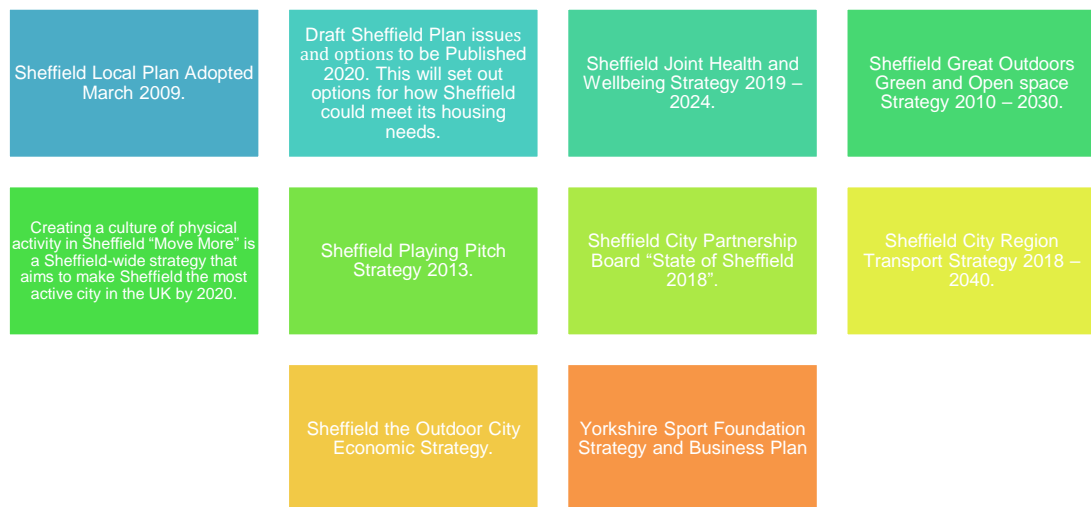 Sheffield Local Plan Adopted
March 2009.
Draft Sheffield Plan issues
and options to be Published
2020. This will set out
options for how Sheffield
could meet its housing
needs.
Sheffield Joint Health and
Wellbeing Strategy 2019 –
2024.
Sheffield Great Outdoors
Green and Open space
Strategy 2010 – 2030.
Creating a culture of physical
activity in Sheffield “Move More” is
a Sheffield-wide strategy that
aims to make Sheffield the most
active city in the UK by 2020.
Sheffield Playing Pitch
Strategy 2013.
Sheffield City Partnership
Board “State of Sheffield
2018”.
Sheffield City Region
Transport Strategy 2018 –
2040.
Sheffield the Outdoor City
Economic Strategy.
Yorkshire Sport Foundation
Strategy and Business Plan